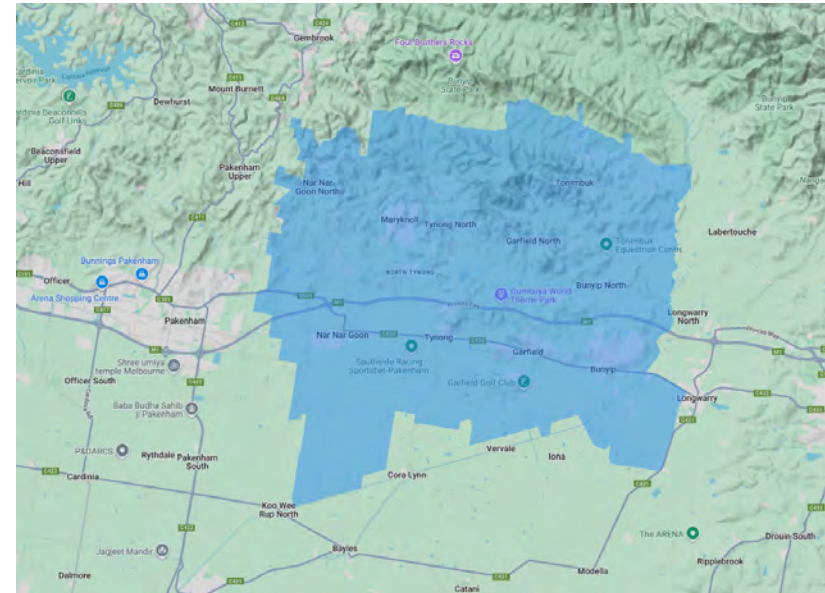 Gembrook
Four Brothers Rocks
Bunyip
State Park
Cardinia
Reservoir Park
Mount Burnett
Dewhurst
Cardinia Beaconhills
Golf Links
Bunyip
State Park
Beaconsfield
Upper
Hill
Pakenham
Upper
Nar Nar
Goon North
Tonimbuk
Maryknoll
Tynong North
Garfield North
Tonimbuk
Equestrian Centre
Labertouche
Bunnings Pakenham
NORTH TYNONG
Officer
Arena Shopping Centre
Gumbuya World
Theme Park
Bunyip North
Pakenham
Longwarry
North
Nar Nar Goon
Tynong
Garfield
Southside Racing
Sportsbet-Pakenham
Bunyip
Shree umiya
temple Melbourne
Officer South
Garfield Golf Club
Longwarry
Baba Budha Sahib
ji Pakenham
P&DARCS
Rythdale
Pakenham
South
Vervale
Iona
Cardinia
Cora Lynn
Koo Wee
Rup North
The ARENA
Drouin South
Jagjeet Mandir
Bayles
Ripplebrook
Dalmore
Modella
Catani